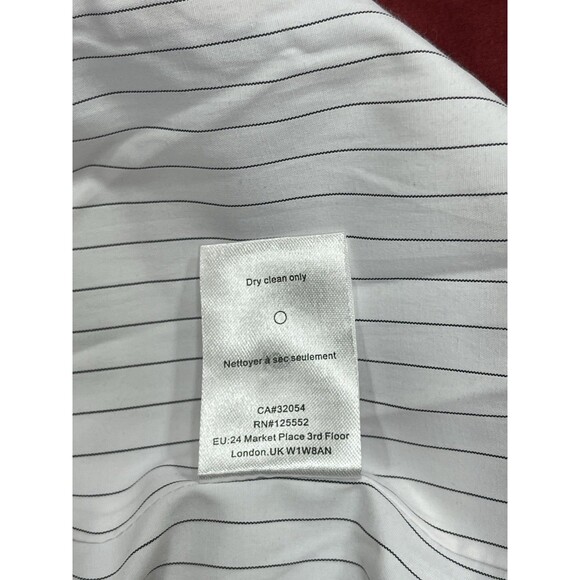 Dry clean only
Nettoyer à sec seulement
CA#32054
RN#125552
EU:24 Market Place 3rd Floor
London.UK W1W8AN